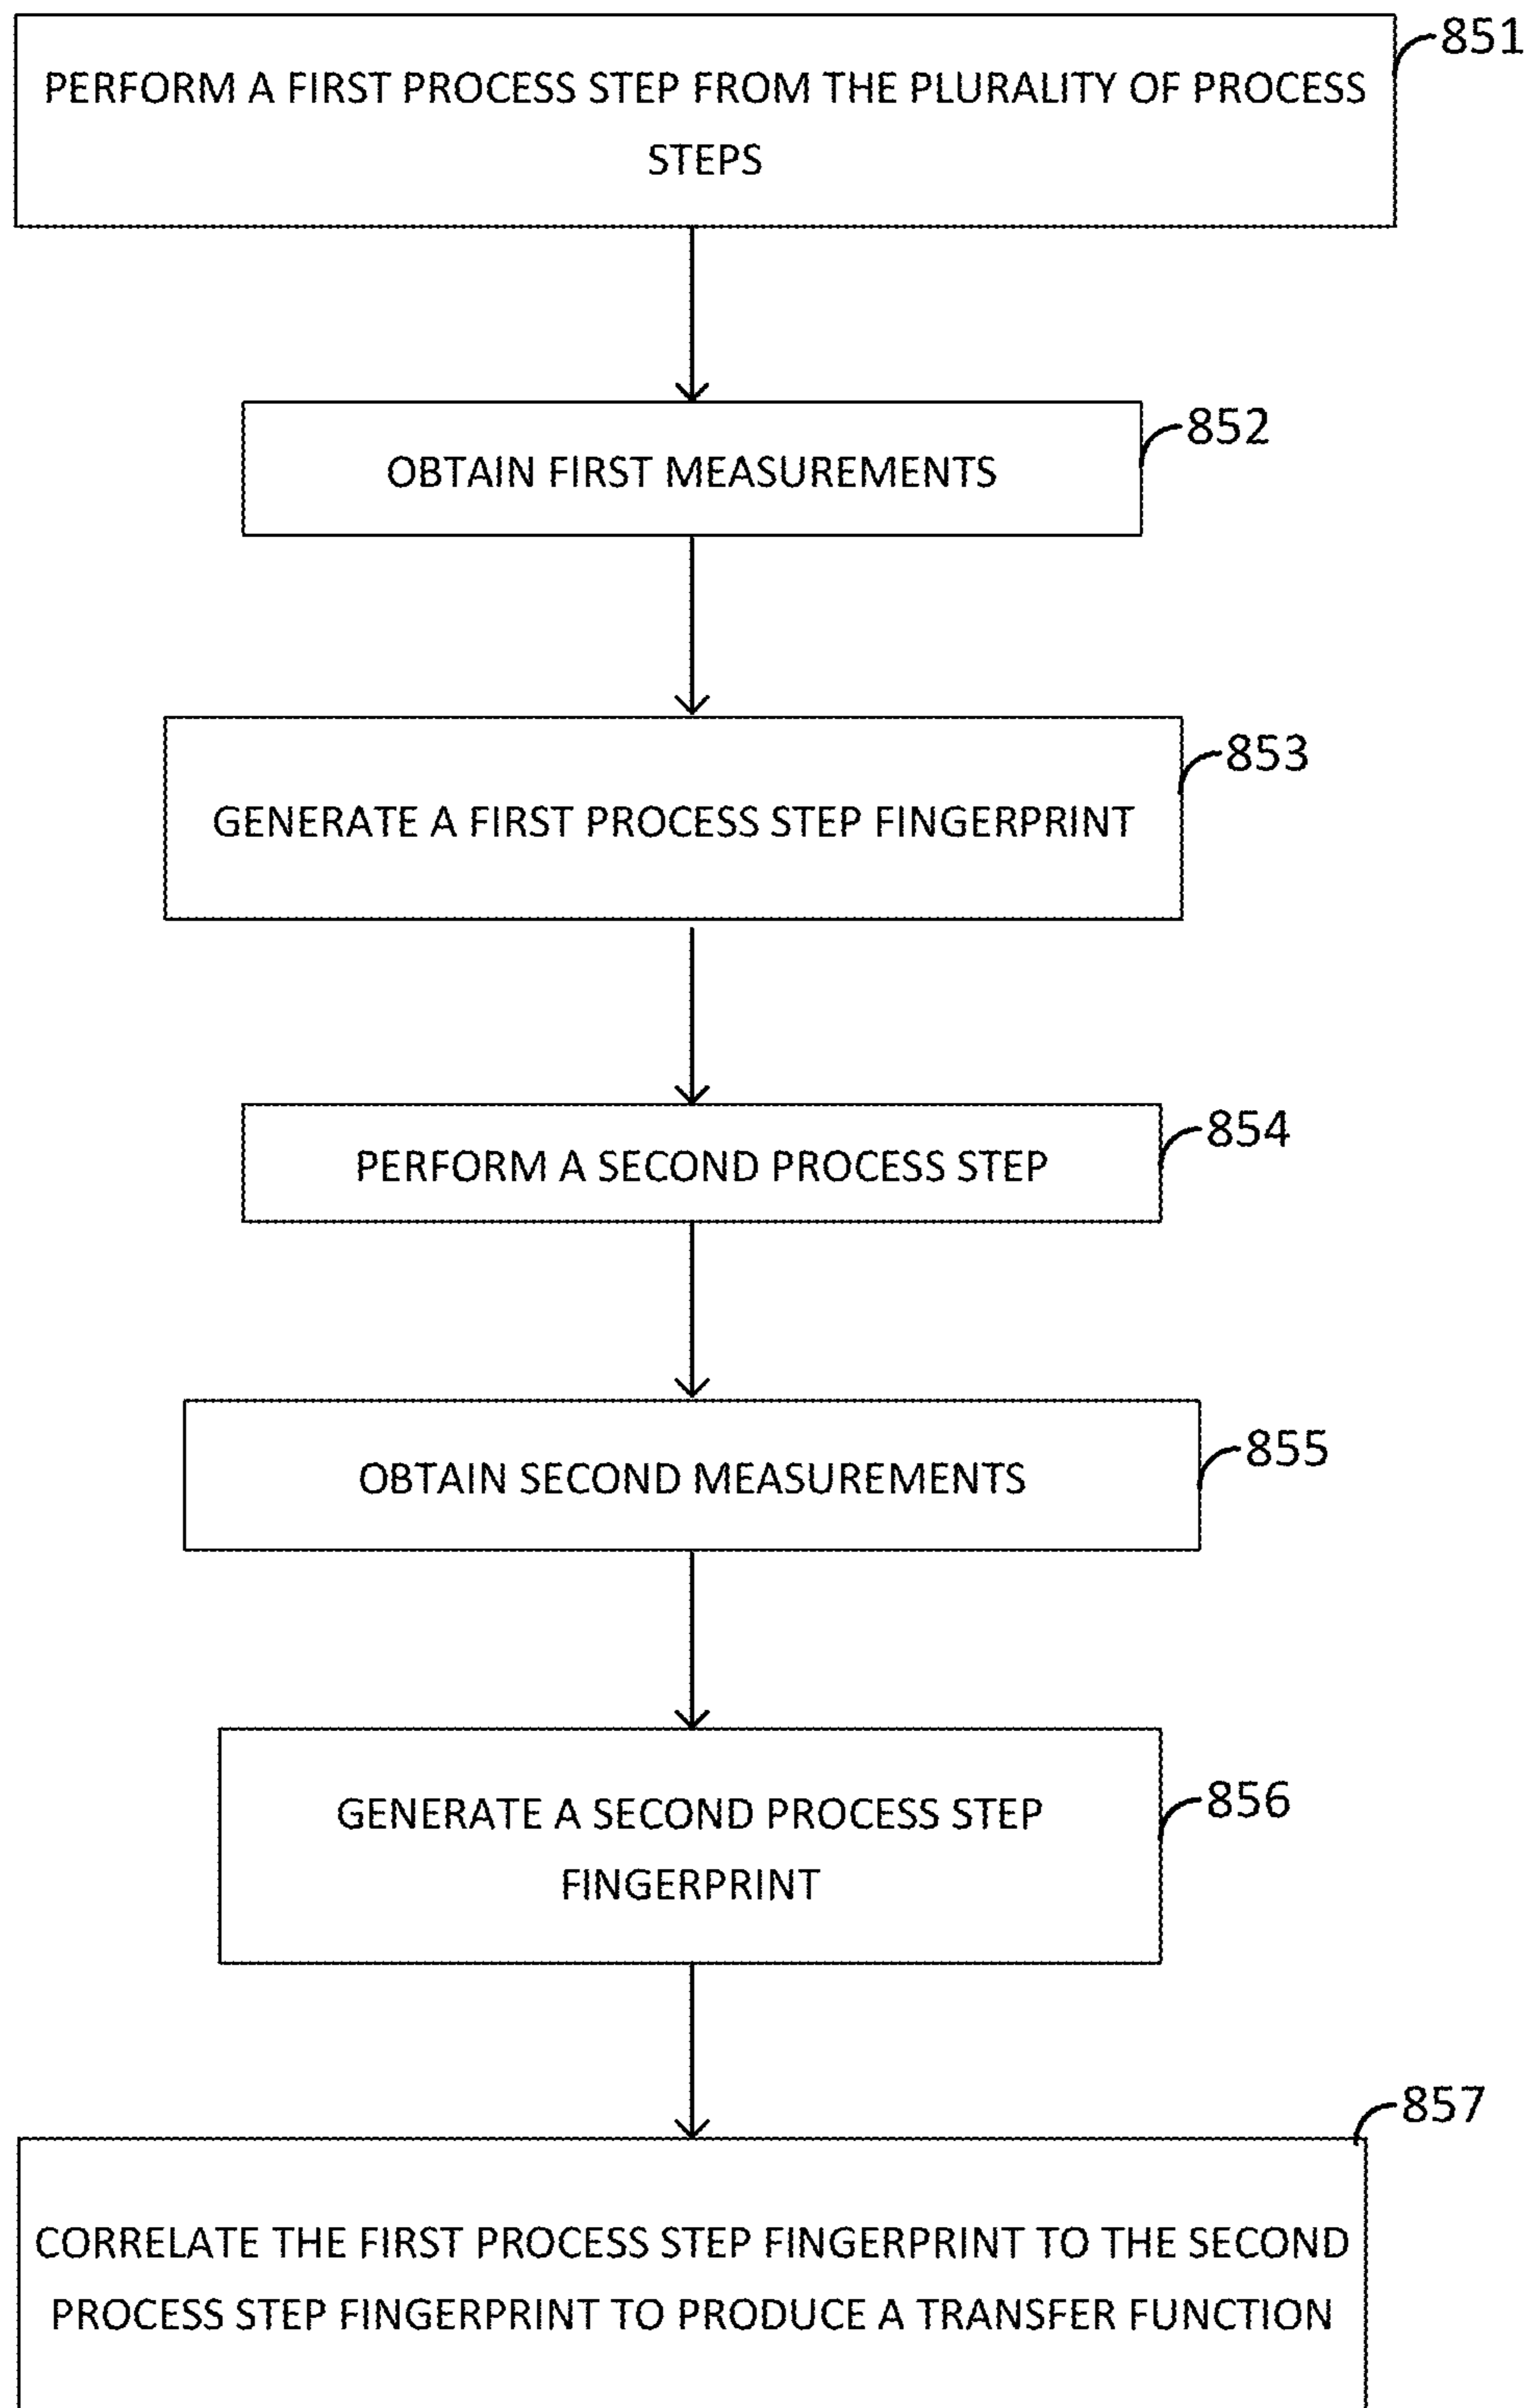 851
PERFORM A FIRST PROCESS STEP FROM THE PLURALITY OF PROCESS
STEPS
852
OBTAIN FIRST MEASUREMENTS
853
GENERATE A FIRST PROCESS STEP FINGERPRINT
854
PERFORM A SECOND PROCESS STEP
855
OBTAIN SECOND MEASUREMENTS
856
GENERATE A SECOND PROCESS STEP
FINGERPRINT
857
CORRELATE THE FIRST PROCESS STEP FINGERPRINT TO THE SECOND
PROCESS STEP FINGERPRINT TO PRODUCE A TRANSFER FUNCTION